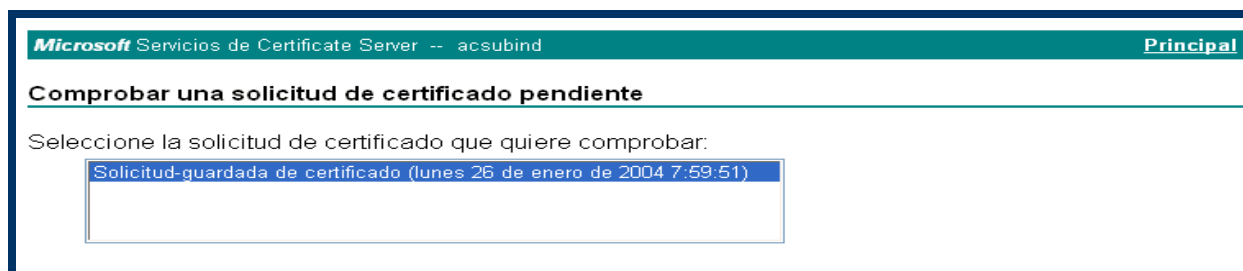 Microsoft Servicios de Certificate Server -- acsubind Principal
Comprobar una solicitud de certificado pendiente
Seleccione la solicitud de certificado que quiere comprobar:
Solicitud-guardada de certificado (lunes 26 de enero de 2004 7:59:51)